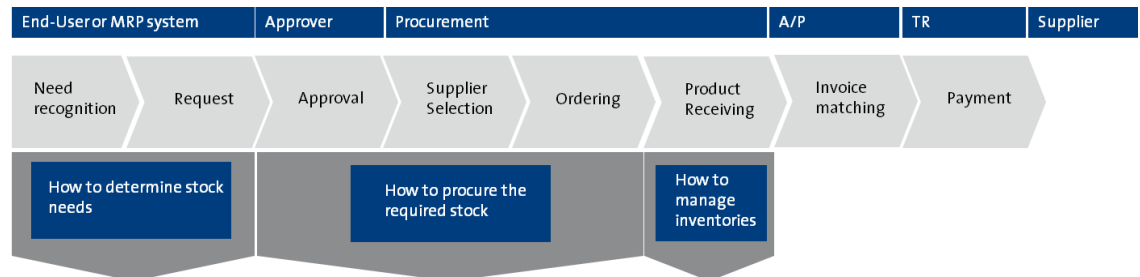 End-User or MRP system
Approver
Procurement
A/P
TR
Supplier
Need
recognition
Request
Approval
Supplier
Selection
Ordering
Product
Receiving
Invoice
matching
Payment
How to determine stock
needs
How to procure the
required stock
How to
manage
inventories